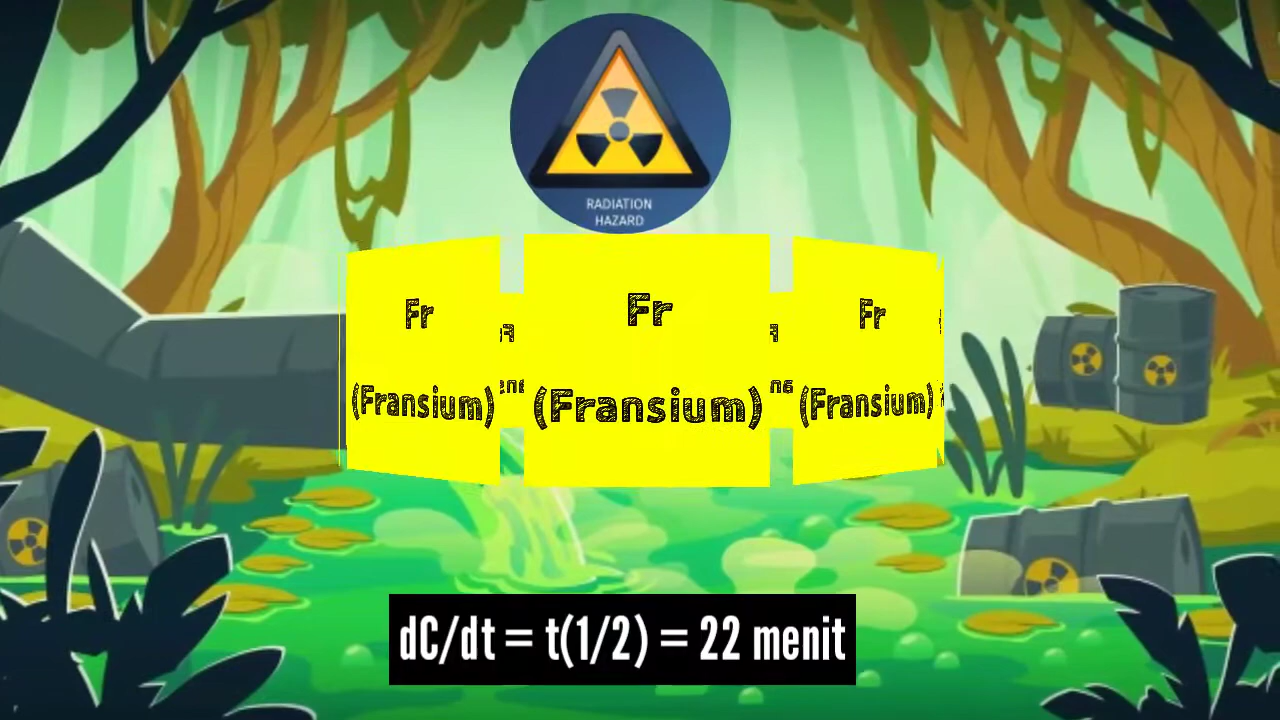 RADIATION
HAZARD
Fr
(Fransium)
Fr
(Fransium)
Fr
(Fransium)
dC/dt = t(1/2) = 22 menit